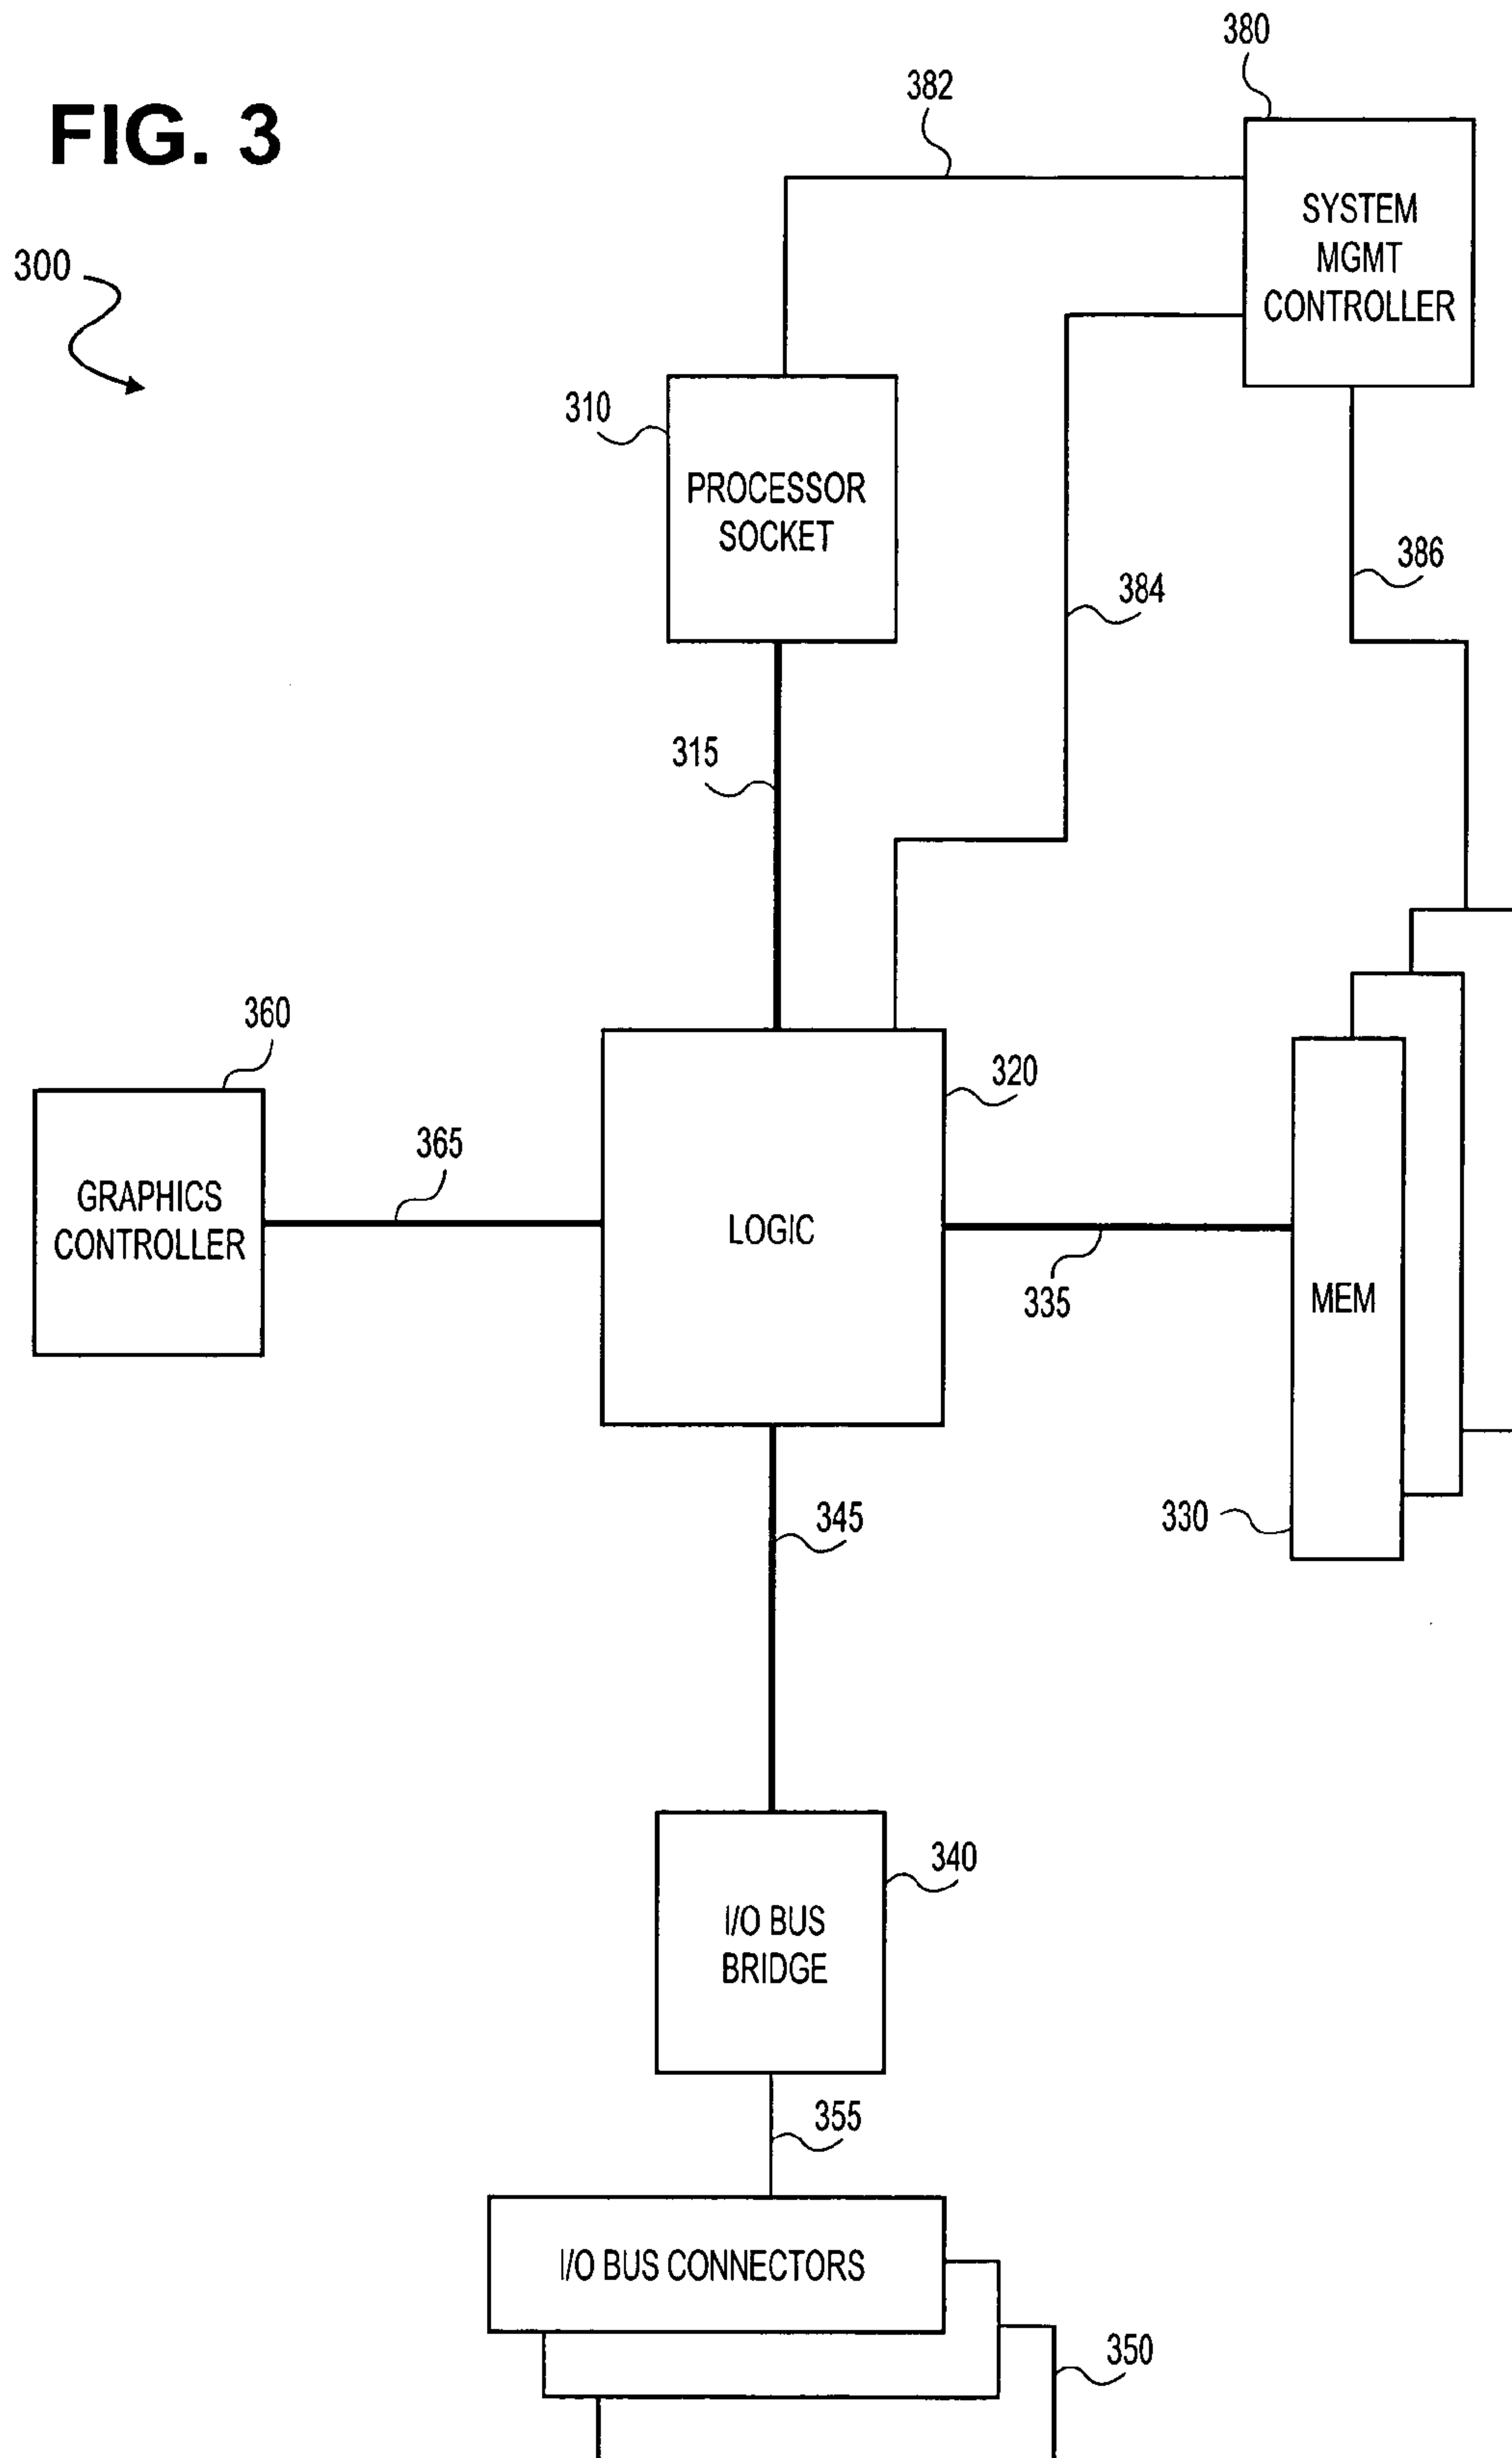 FIG. 3
380
382
300
SYSTEM
MGMT
CONTROLLER
310
PROCESSOR
SOCKET
386
384
315
360
320
365
GRAPHICS
CONTROLLER
LOGIC
335
MEM
345
330
340
I/O BUS
BRIDGE
355
I/O BUS CONNECTORS
350